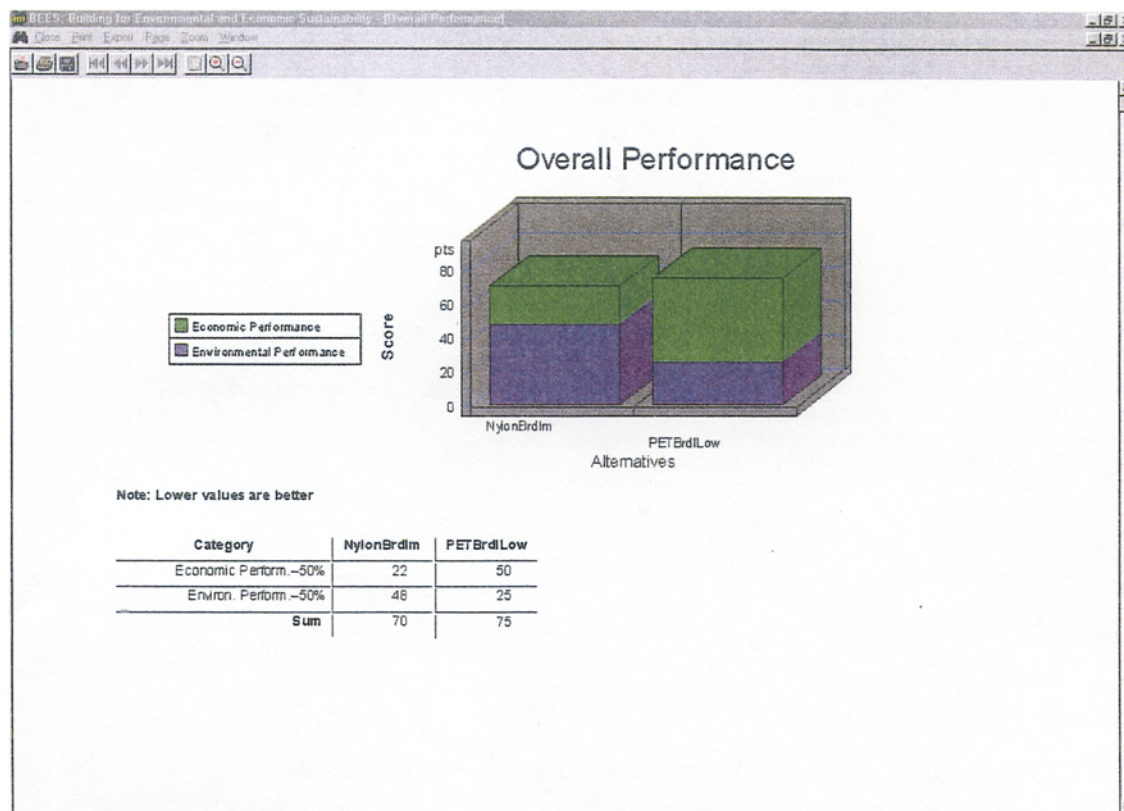 BEES: Building for Environmental and Economic Sustainability - [Overall Performance]
Close Print Export Page Zoom Window
Overall Performance
pts
80
60
40
20
0
Score
Economic Performance
Environmental Performance
NylonBrdlm
PETBrdlLow
Alternatives
Note: Lower values are better
Category NylonBrdlm PETBrdlLow
Economic Perform.–50% 22 50
Environ. Perform.–50% 48 25
Sum 70 75